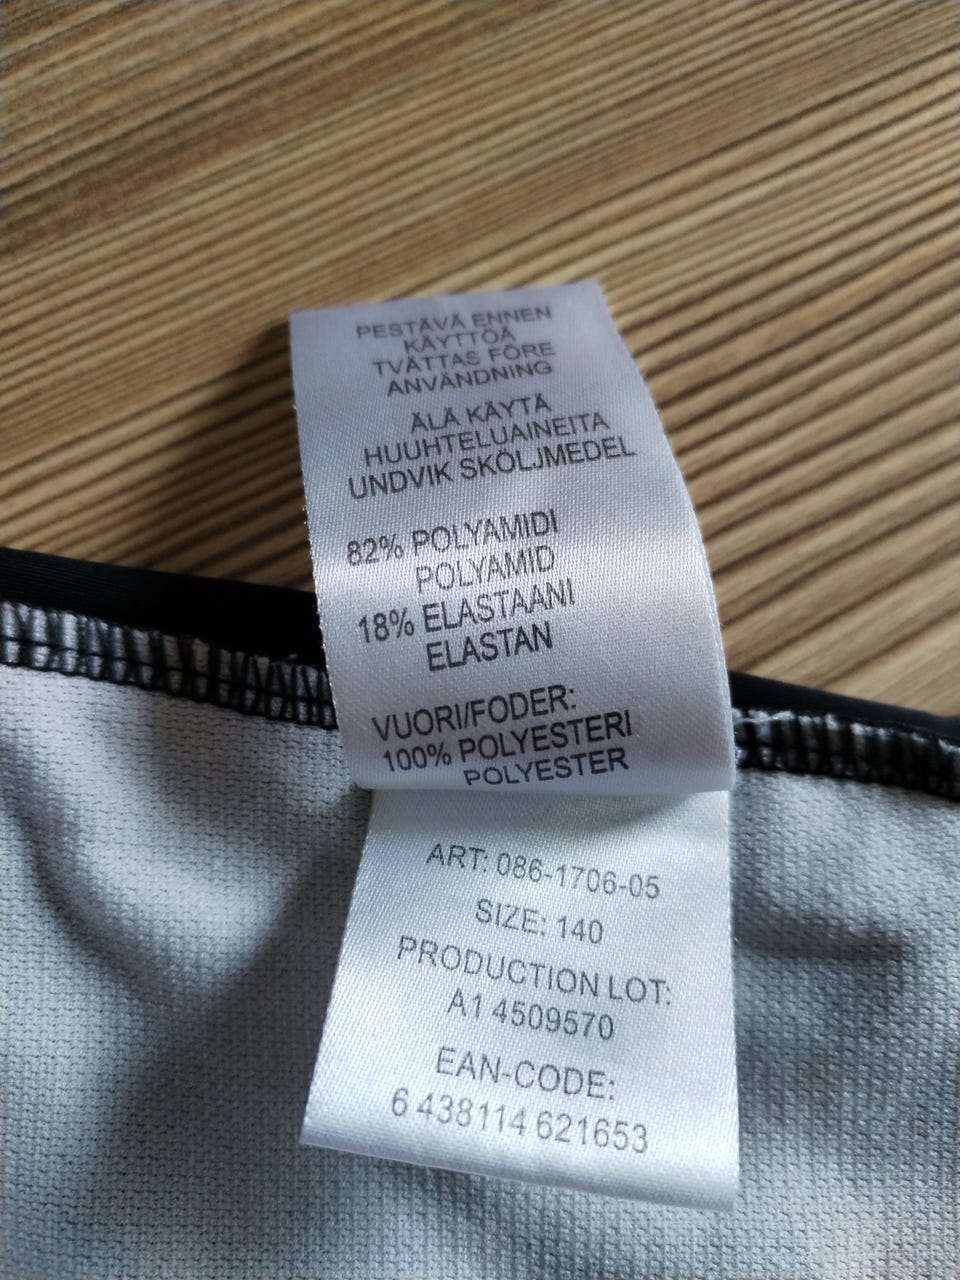 PESTÄVÄ ENNEN
KÄYTTÖÄ
TVÄTTAS FÖRE
ANVÄNDNING
ÄLÄ KÄYTÄ
HUUHTELUAINEITA
UNDVIK SKÖLJMEDEL
82% POLYAMIDI
POLYAMID
18% ELASTAANI
ELASTAN
VUORI/FODER:
100% POLYESTERI
POLYESTER
ART: 086-1706-05
SIZE: 140
PRODUCTION LOT:
A1 4509570
EAN-CODE:
6 438114 621653